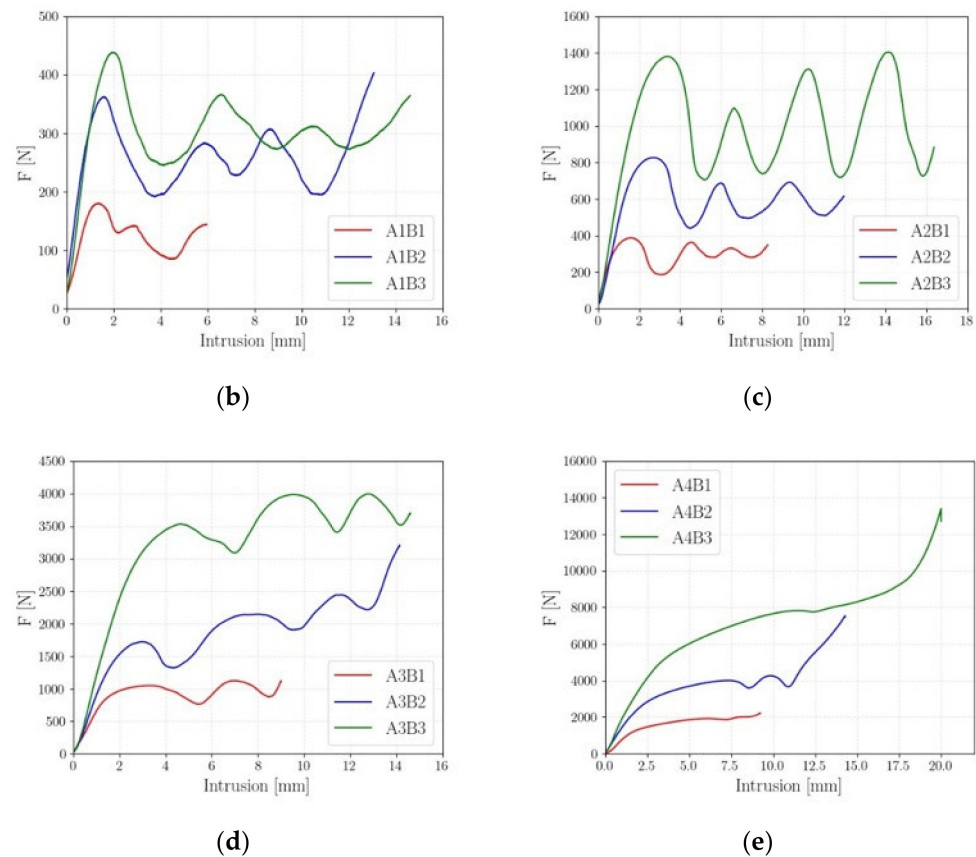 500
400
300
200
100
0
F [N]
0 2 4 6 8 10 12 14 16
Intrusion [mm]
A1B1
A1B2
A1B3
(b)
1600
1400
1200
1000
800
600
400
200
0
F [N]
0 2 4 6 8 10 12 14 16 18
Intrusion [mm]
A2B1
A2B2
A2B3
(c)
4500
4000
3500
3000
2500
2000
1500
1000
500
0
F [N]
0 2 4 6 8 10 12 14 16
Intrusion [mm]
A3B1
A3B2
A3B3
(d)
16000
14000
12000
10000
8000
6000
4000
2000
0
F [N]
0.0 2.5 5.0 7.5 10.0 12.5 15.0 17.5 20.0
Intrusion [mm]
A4B1
A4B2
A4B3
(e)